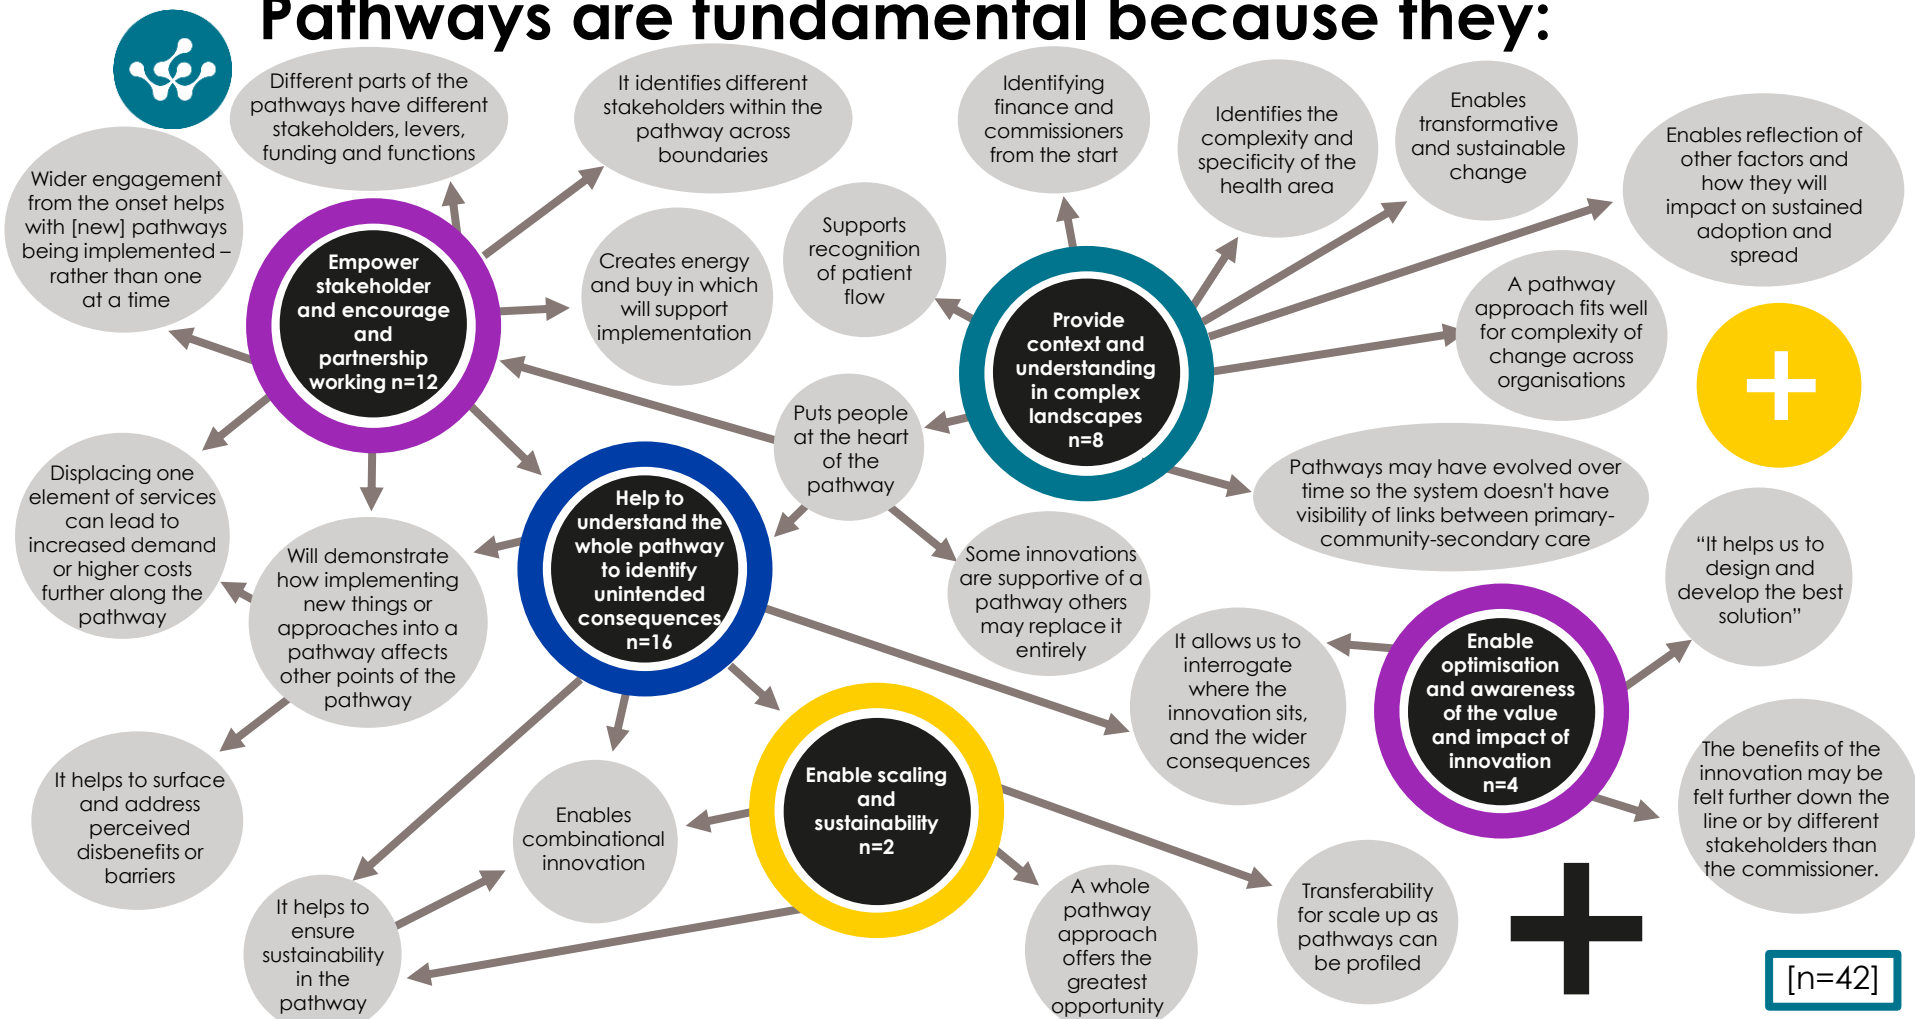 Pathways are fundamental because they:
Different parts of the
pathways have different
stakeholders, levers,
funding and functions
It identifies different
stakeholders within the
pathway across
boundaries
Identifying
finance and
commissioners
from the start
Identifies the
complexity and
specificity of the
health area
Enables
transformative
and sustainable
change
Enables reflection of
other factors and
how they will
impact on sustained
adoption and
spread
Wider engagement
from the onset helps
with [new] pathways
being implemented –
rather than one
at a time
Empower
stakeholder
and encourage
and
partnership
working n=12
Creates energy
and buy in which
will support
implementation
Supports
recognition
of patient
flow
Provide
context and
understanding
in complex
landscapes
n=8
A pathway
approach fits well
for complexity of
change across
organisations
Puts people
at the heart
of the
pathway
Displacing one
element of services
can lead to
increased demand
or higher costs
further along the
pathway
Will demonstrate
how implementing
new things or
approaches into a
pathway affects
other points of the
pathway
Help to
understand the
whole pathway
to identify
unintended
consequences
n=16
Some innovations
are supportive of a
pathway others
may replace it
entirely
Pathways may have evolved over
time so the system doesn't have
visibility of links between primary-
community-secondary care
"It helps us to
design and
develop the best
solution”
It allows us to
interrogate
where the
innovation sits,
and the wider
consequences
Enable
optimisation
and awareness
of the value
and impact of
innovation
n=4
The benefits of the
innovation may be
felt further down the
line or by different
stakeholders than
the commissioner.
It helps to surface
and address
perceived
disbenefits or
barriers
Enables
combinational
innovation
Enable scaling
and
sustainability
n=2
It helps to
ensure
sustainability
in the
pathway
A whole
pathway
approach
offers the
greatest
opportunity
Transferability
for scale up as
pathways can
be profiled
[n=42]